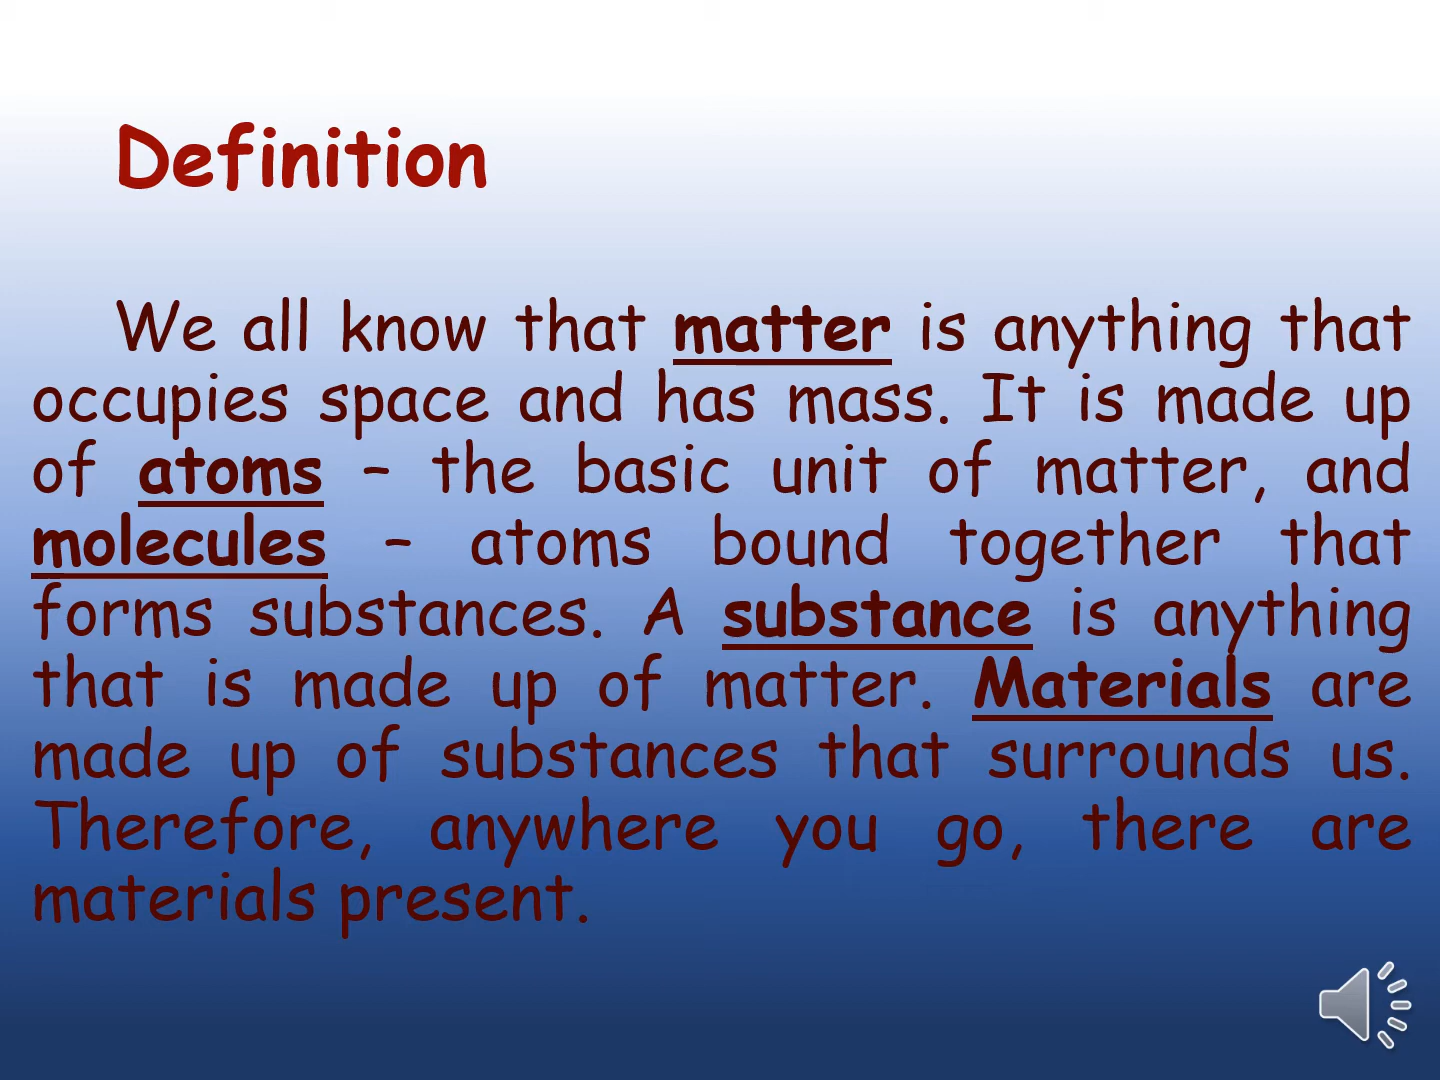 Definition
We all know that matter is anything that
occupies space and has mass. It is made up
of atoms – the basic unit of matter, and
molecules – atoms bound together that
forms substances. A substance is anything
that is made up of matter. Materials are
made up of substances that surrounds us.
Therefore, anywhere you go, there are
materials present.